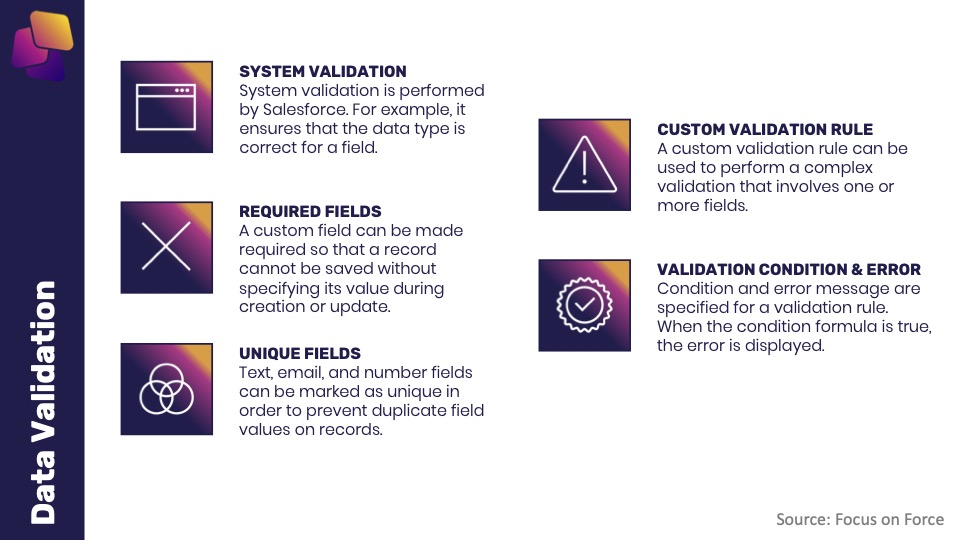 Data Validation
SYSTEM VALIDATION
System validation is performed
by Salesforce. For example, it
ensures that the data type is
correct for a field.
REQUIRED FIELDS
A custom field can be made
required so that a record
cannot be saved without
specifying its value during
creation or update.
UNIQUE FIELDS
Text, email, and number fields
can be marked as unique in
order to prevent duplicate field
values on records.
CUSTOM VALIDATION RULE
A custom validation rule can be
used to perform a complex
validation that involves one or
more fields.
VALIDATION CONDITION & ERROR
Condition and error message are
specified for a validation rule.
When the condition formula is true,
the error is displayed.
Source: Focus on Force